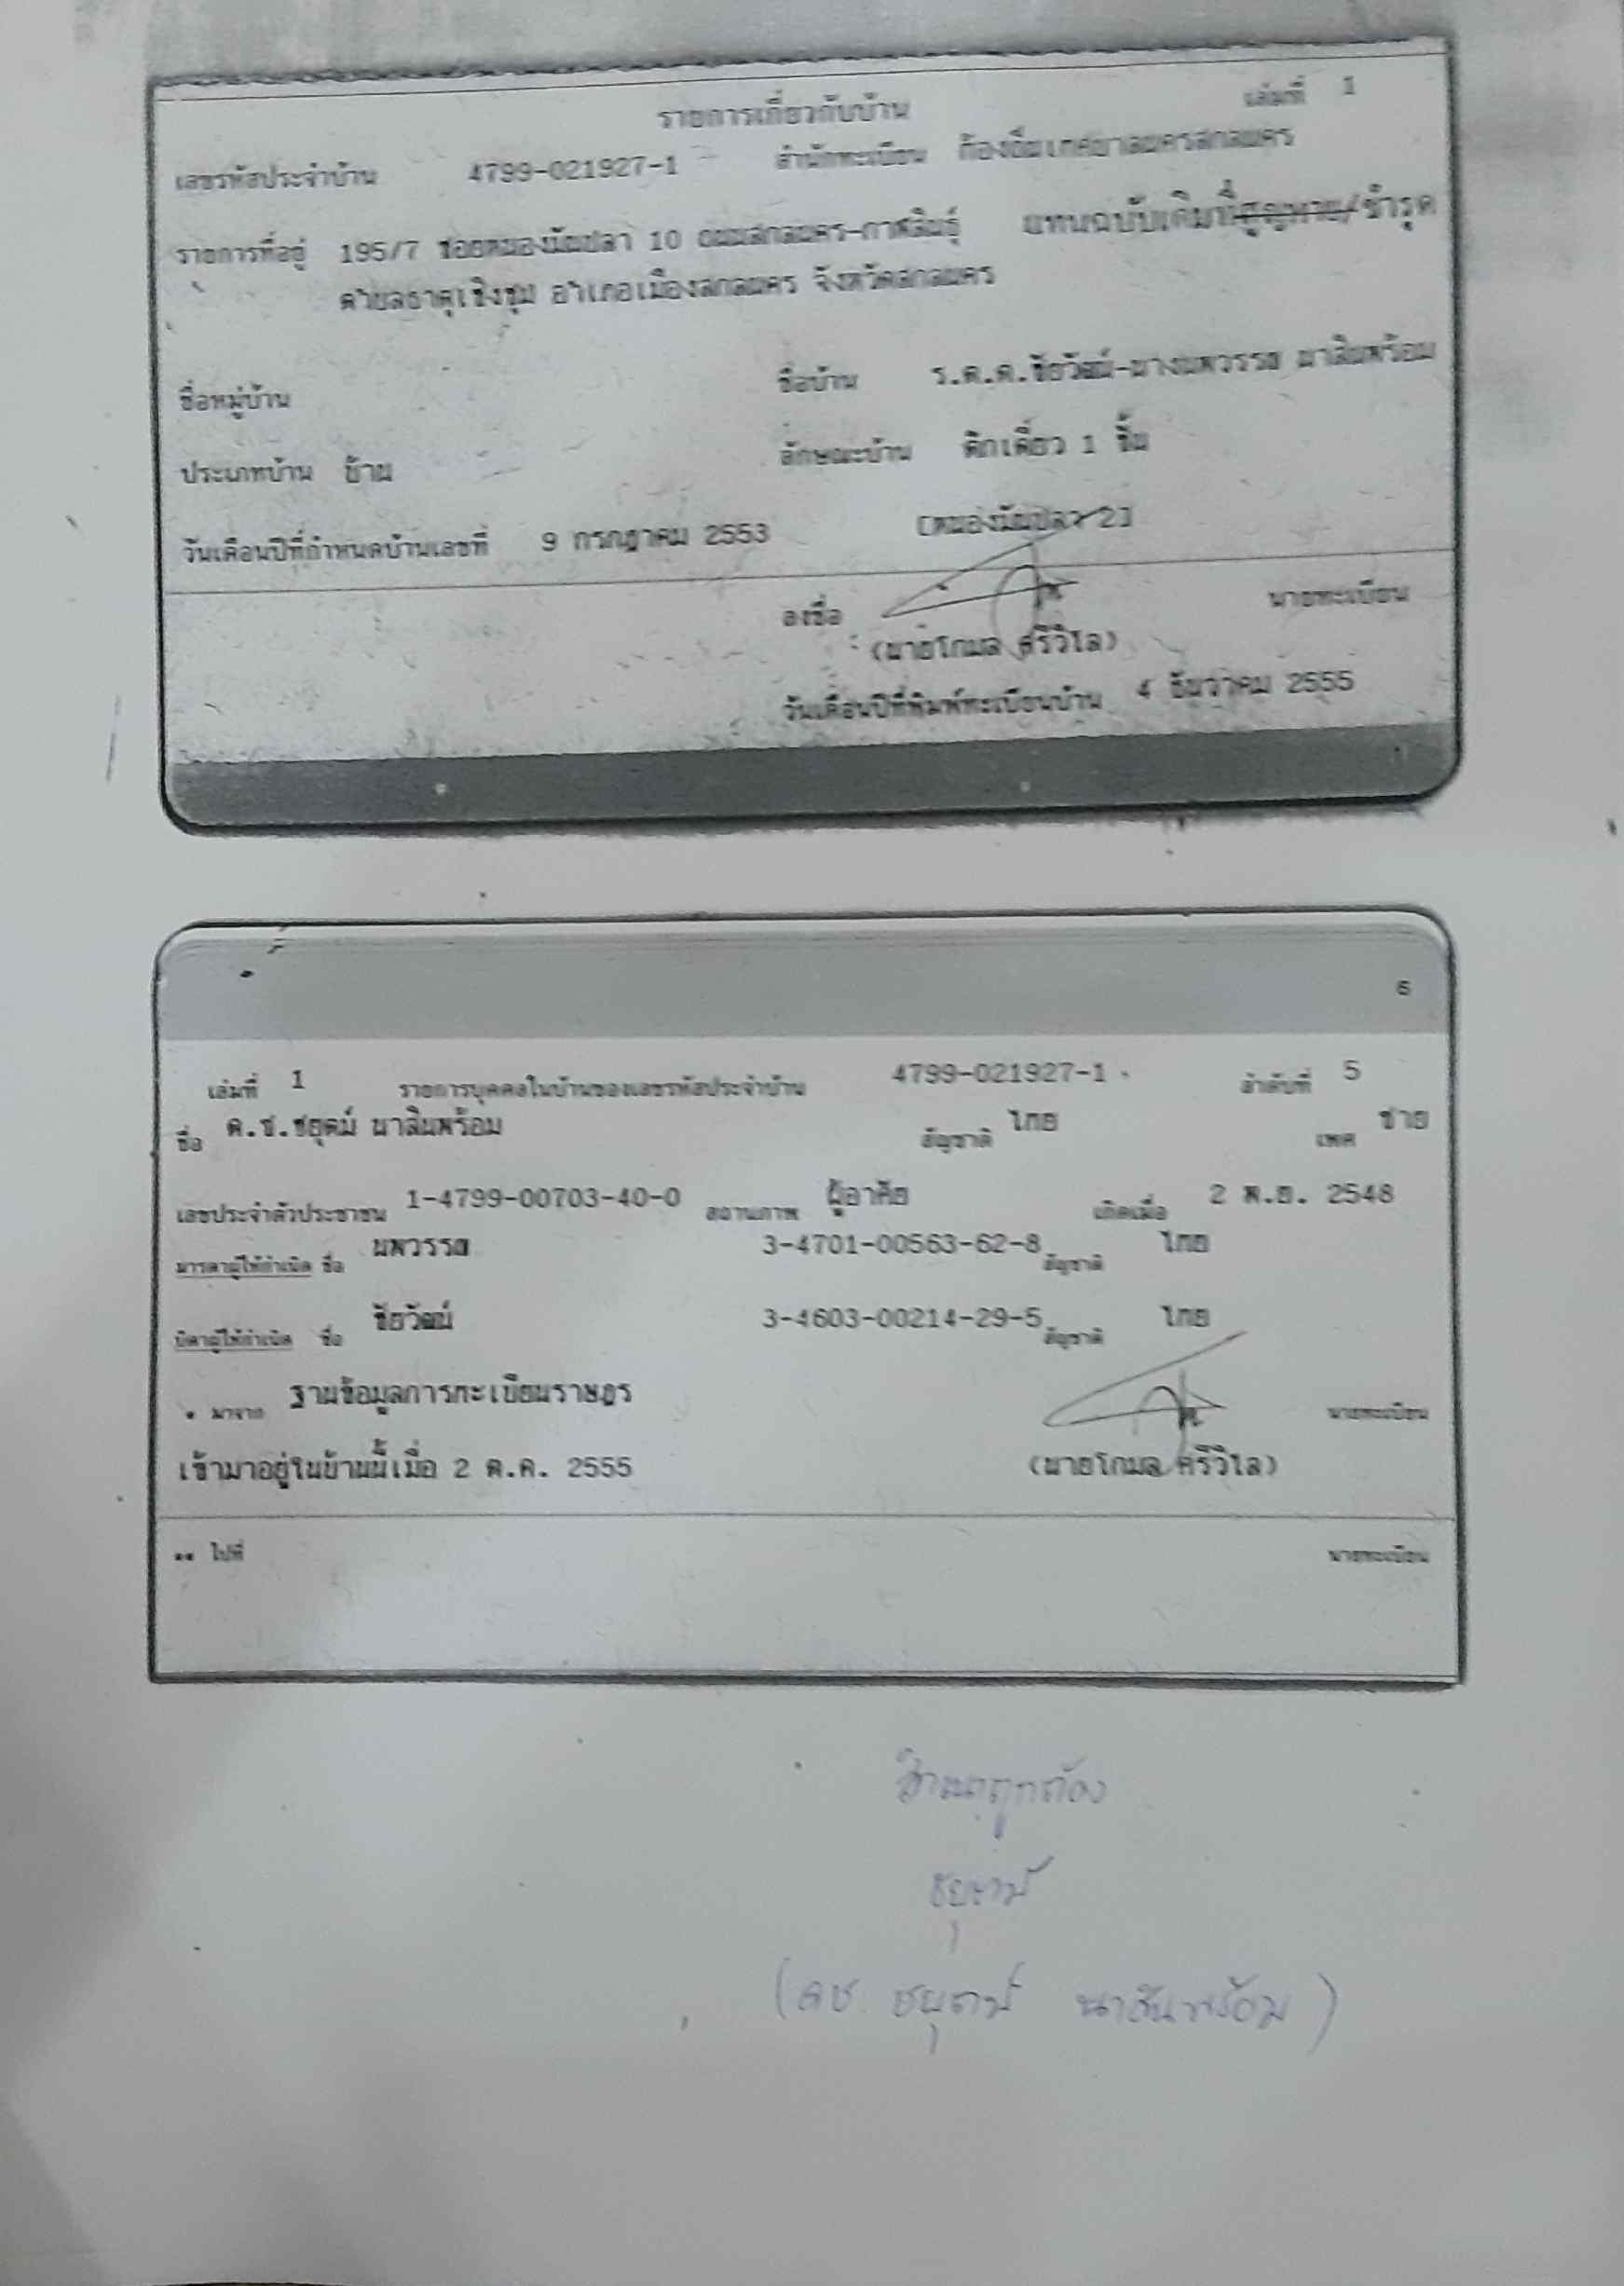 เล่มที่ 1
รายการเกี่ยวกับบ้าน
เลขรหัสประจำบ้าน 4799-021927-1 สำนักทะเบียน ท้องถิ่นเทศบาลนครสกลนคร
รายการที่อยู่ 195/7 ซอยหนองมันปลา 10 ถนนสกลนคร-กาฬสินธุ์ แทนฉบับเดิมที่สูญหาย/ชำรุด
ตำบลธาตุเชิงชุม อำเภอเมืองสกลนคร จังหวัดสกลนคร
ชื่อหมู่บ้าน ชื่อบ้าน ร.ต.ต.ชัยวัฒน์-นางนพวรรณ นาสินพร้อม
ประเภทบ้าน บ้าน ลักษณะบ้าน ตึกเดี่ยว 1 ชั้น
วันเดือนปีที่กำหนดบ้านเลขที่ 9 กรกฎาคม 2553 [หนองมันปลา 2]
ลงชื่อ นายทะเบียน
(นายโกมล ศรีวิไล)
วันเดือนปีที่พิมพ์ทะเบียนบ้าน 4 ธันวาคม 2555
6
เล่มที่ 1 รายการบุคคลในบ้านของเลขรหัสประจำบ้าน 4799-021927-1 ลำดับที่ 5
ชื่อ ด.ช.ชยุตม์ นาสินพร้อม สัญชาติ ไทย เพศ ชาย
เลขประจำตัวประชาชน 1-4799-00703-40-0 สถานภาพ ผู้อาศัย เกิดเมื่อ 2 พ.ย. 2548
มารดาผู้ให้กำเนิด ชื่อ นพวรรณ 3-4701-00563-62-8 สัญชาติ ไทย
บิดาผู้ให้กำเนิด ชื่อ ชัยวัฒน์ 3-4603-00214-29-5 สัญชาติ ไทย
* มาจาก ฐานข้อมูลการทะเบียนราษฎร นายทะเบียน
เข้ามาอยู่ในบ้านนี้เมื่อ 2 ต.ค. 2555 (นายโกมล ศรีวิไล)
** ไปที่ นายทะเบียน
สำเนาถูกต้อง
ชยุตม์
(ดช. ชยุตม์ นาสินพร้อม)